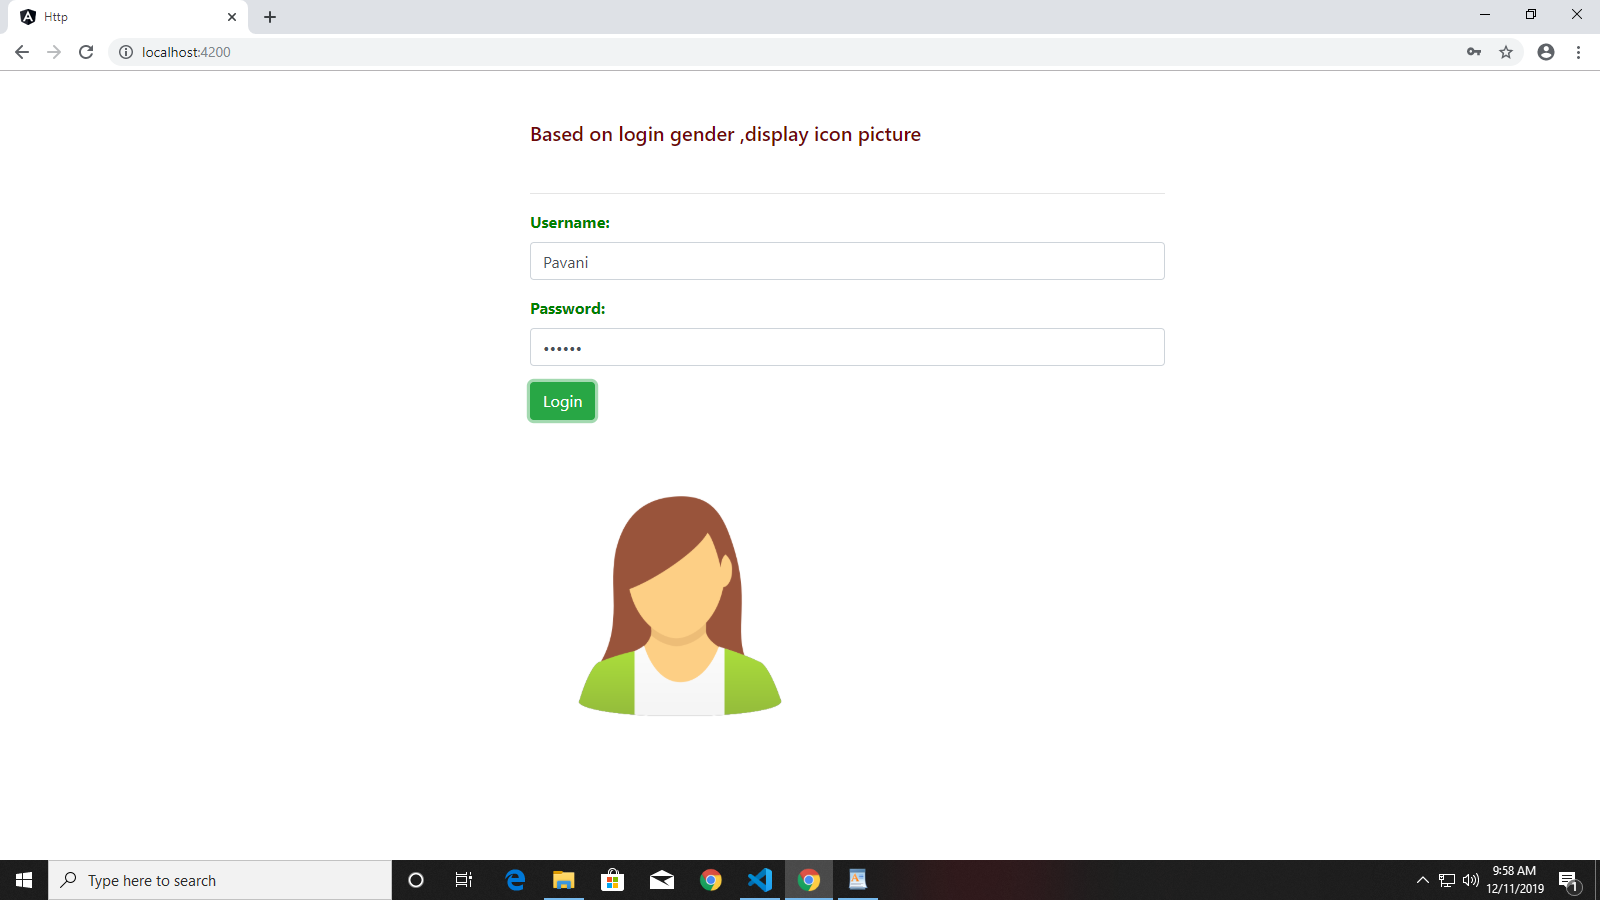 Http
localhost:4200
Based on login gender ,display icon picture
Username:
Pavani
Password:
••••••
Login
Type here to search
9:58 AM
12/11/2019
1